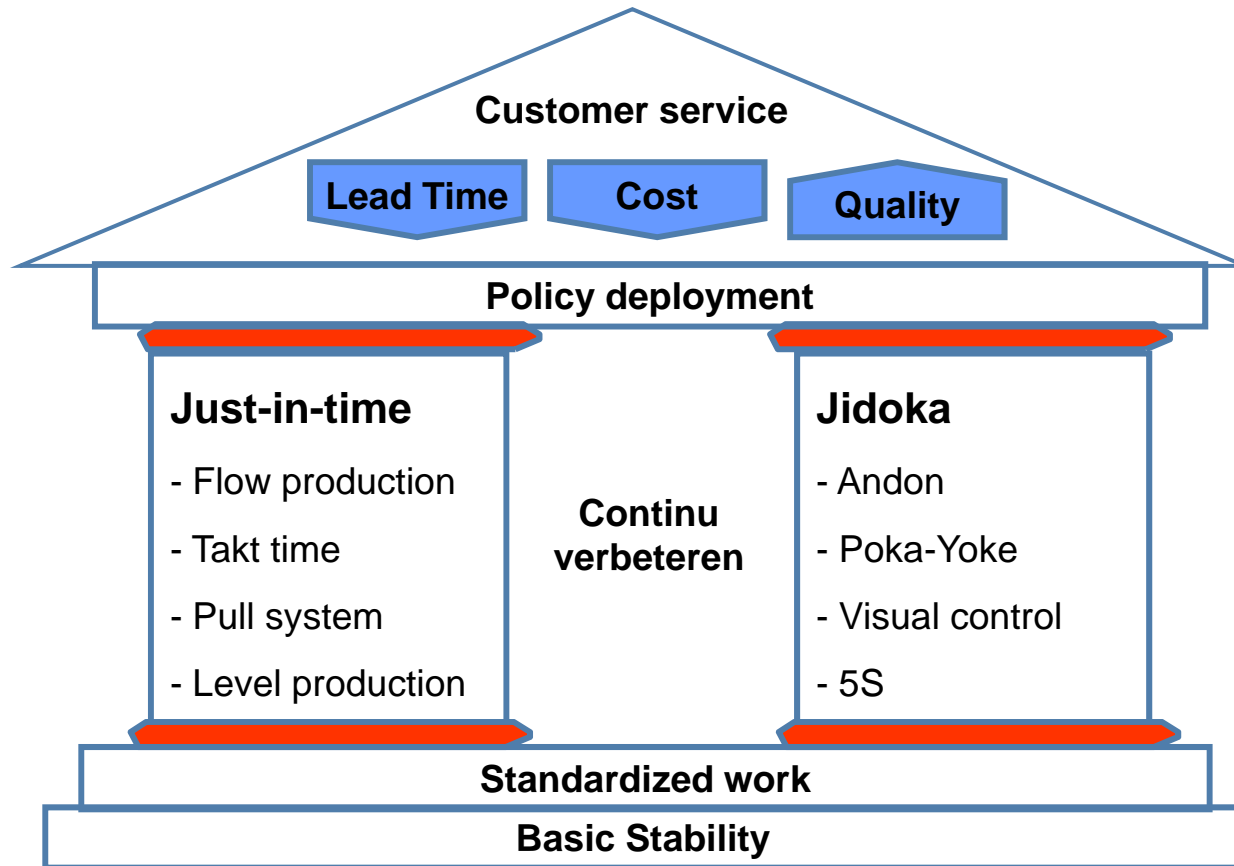 Customer service
Lead Time
Cost
Quality
Policy deployment
Just-in-time
- Flow production
- Takt time
- Pull system
- Level production
Continu
verbeteren
Jidoka
- Andon
- Poka-Yoke
- Visual control
- 5S
Standardized work
Basic Stability